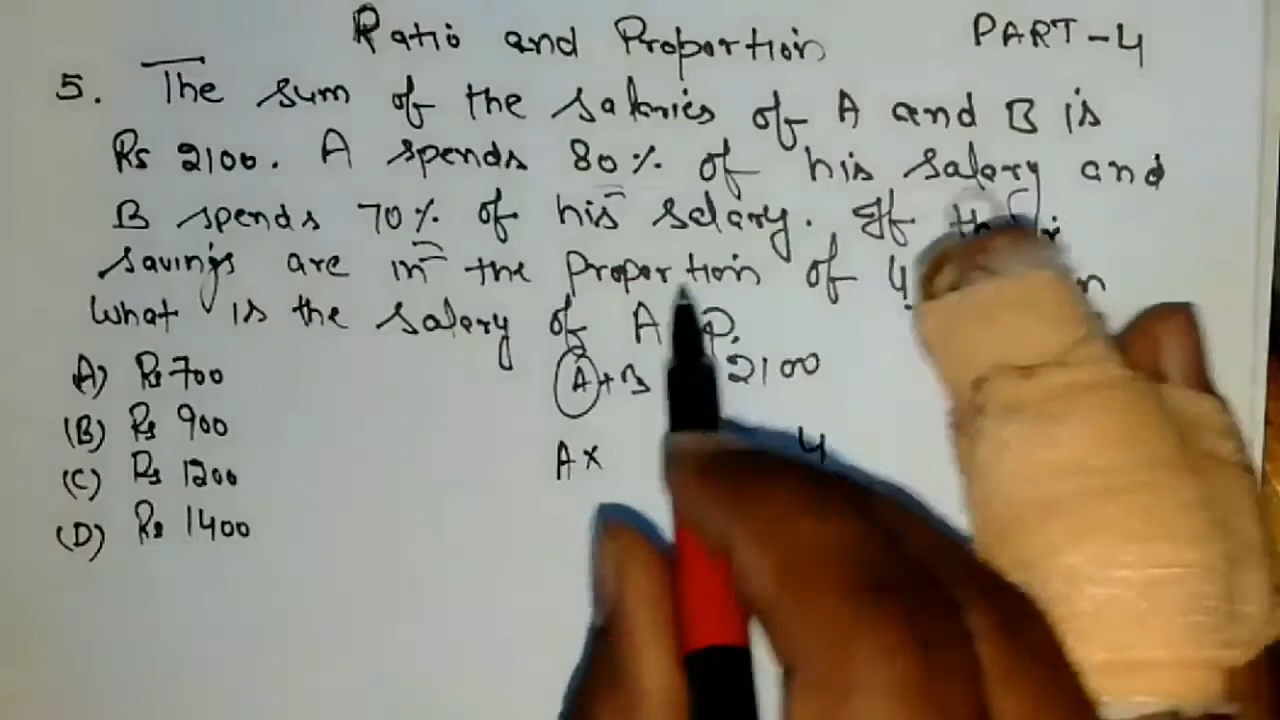 Ratio and Proportion PART-4
5. The sum of the salaries of A and B is
Rs 2100. A spends 80% of his salary and
B spends 70% of his salary. If
savings are in the proportion of 4
What is the salary of A
A) Rs 700
(B) Rs 900
(C) Rs 1200
(D) Rs 1400
A+B 2100
A× 4